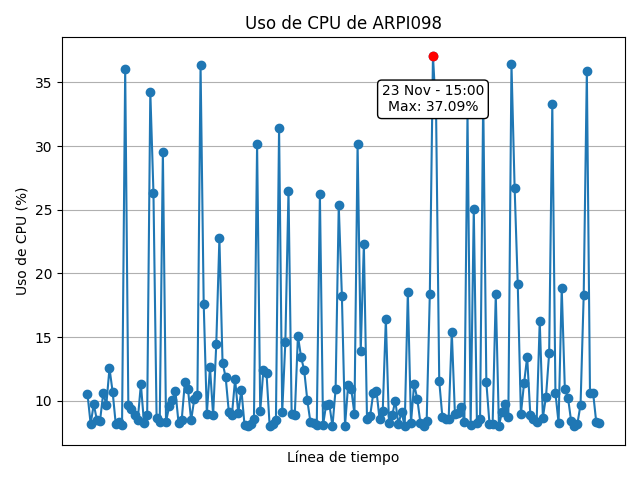 Uso de CPU de ARPI098
35
30
25
20
15
10
Uso de CPU (%)
23 Nov - 15:00
Max: 37.09%
Línea de tiempo